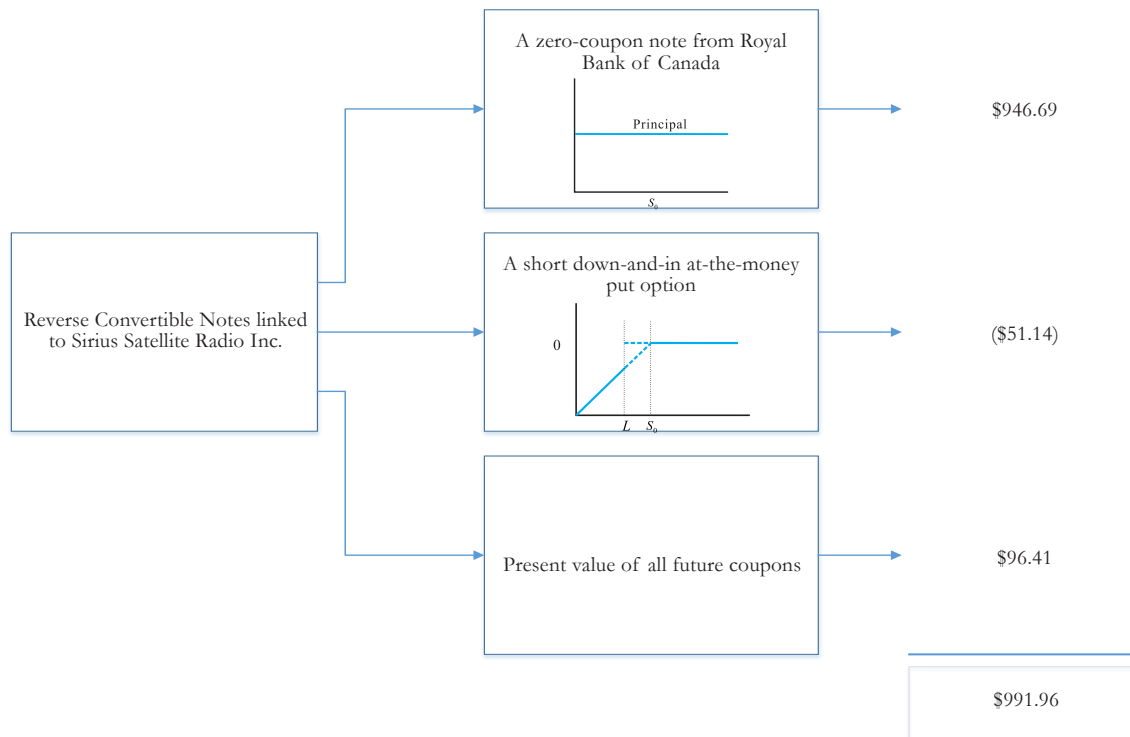 A zero-coupon note from Royal
Bank of Canada
Principal
S₀
$946.69
Reverse Convertible Notes linked
to Sirius Satellite Radio Inc.
A short down-and-in at-the-money
put option
0
L S₀
($51.14)
Present value of all future coupons
$96.41
$991.96